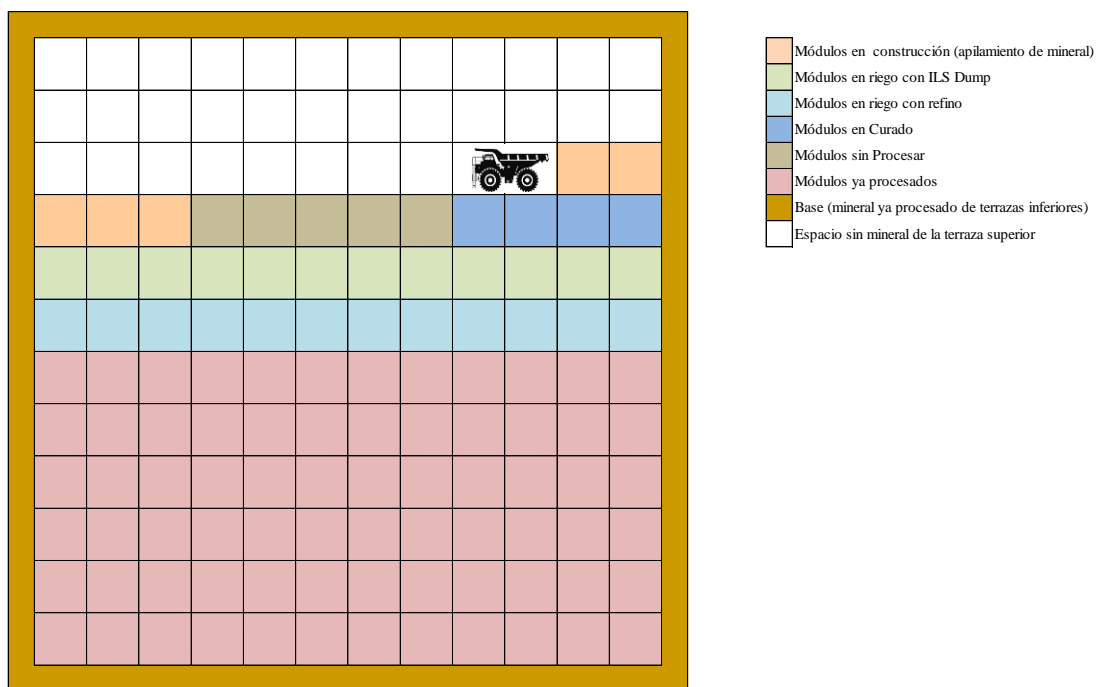 Módulos en construcción (apilamiento de mineral)
Módulos en riego con ILS Dump
Módulos en riego con refino
Módulos en Curado
Módulos sin Procesar
Módulos ya procesados
Base (mineral ya procesado de terrazas inferiores)
Espacio sin mineral de la terraza superior